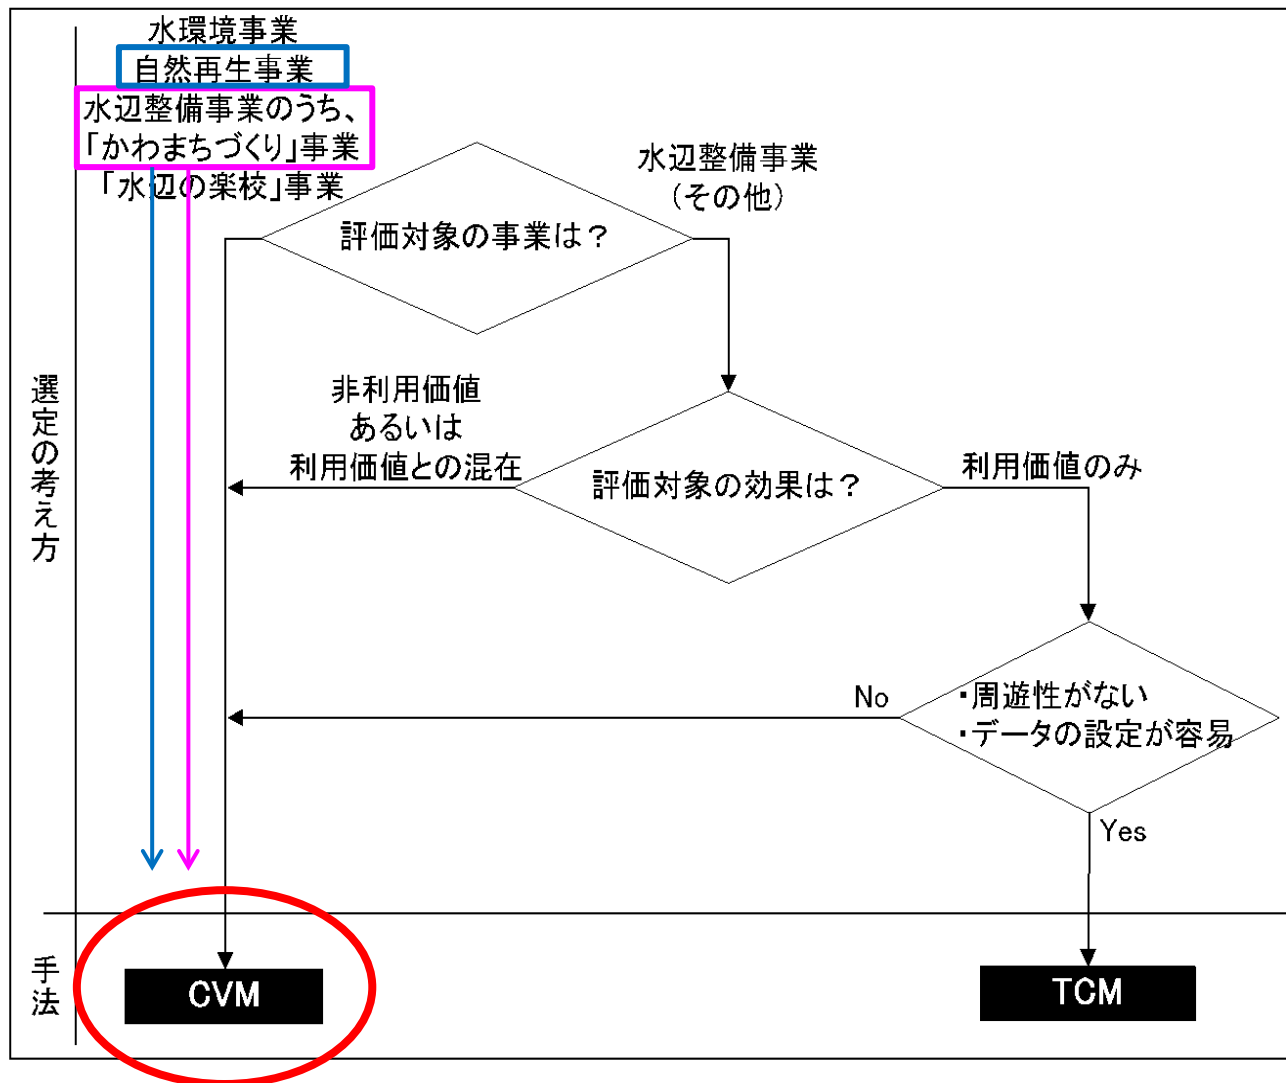 水環境事業
自然再生事業
水辺整備事業のうち、
「かわまちづくり」事業
「水辺の楽校」事業
水辺整備事業
（その他）
評価対象の事業は？
選定の考え方
非利用価値
あるいは
利用価値との混在
評価対象の効果は？
利用価値のみ
No
・周遊性がない
・データの設定が容易
Yes
手法
CVM
TCM